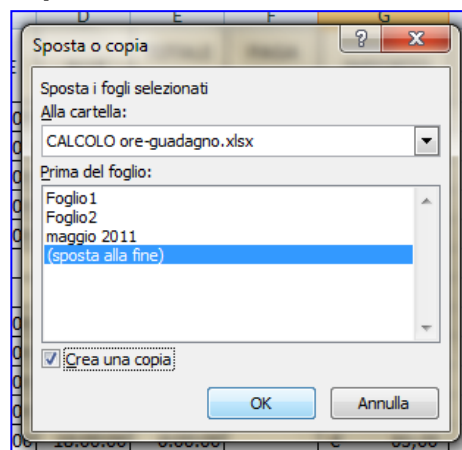 D E F G
Sposta o copia
Sposta i fogli selezionati
Alla cartella:
CALCOLO ore-guadagno.xlsx
Prima del foglio:
Foglio1
Foglio2
maggio 2011
(sposta alla fine)
Crea una copia
OK Annulla